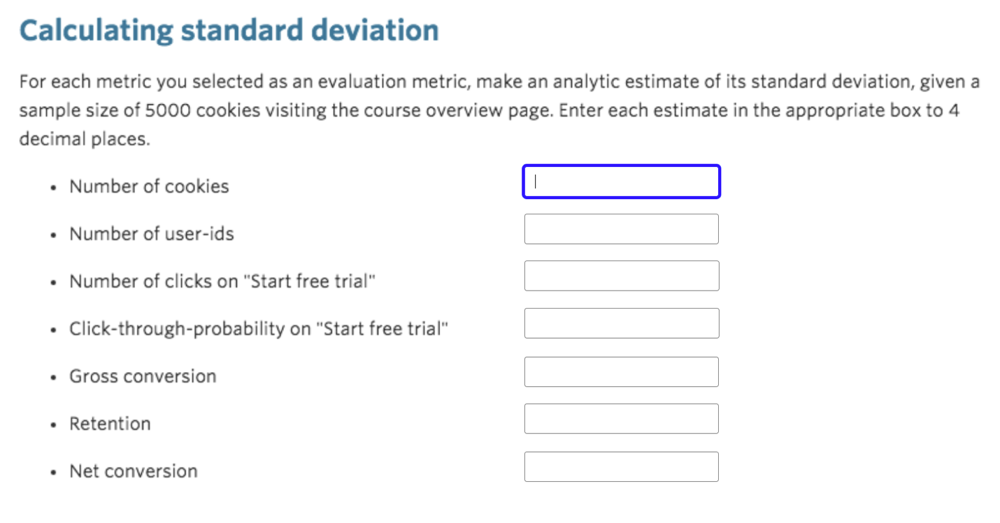 Calculating standard deviation
For each metric you selected as an evaluation metric, make an analytic estimate of its standard deviation, given a
sample size of 5000 cookies visiting the course overview page. Enter each estimate in the appropriate box to 4
decimal places.
• Number of cookies
• Number of user-ids
• Number of clicks on "Start free trial"
• Click-through-probability on "Start free trial"
• Gross conversion
• Retention
• Net conversion